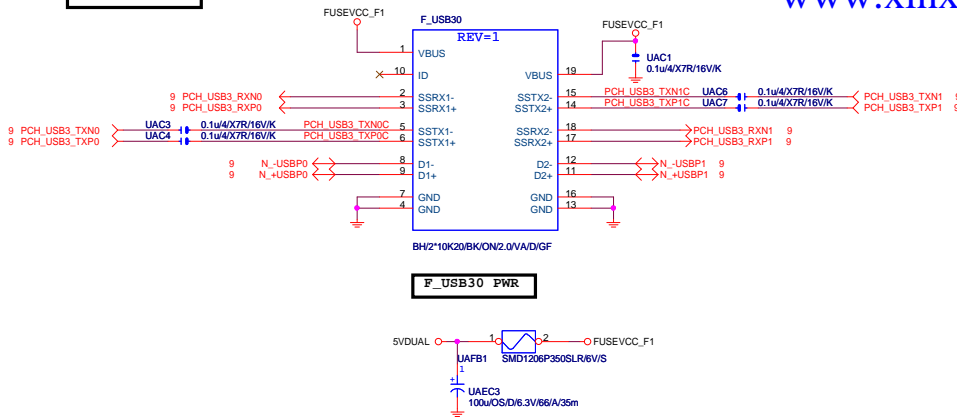 www.xinx
FUSEVCC_F1
F_USB30
REV=1
FUSEVCC_F1
1
VBUS
UAC1
0.1u/4/X7R/16V/K
10
ID
VBUS
19
9 PCH_USB3_RXN0
2
SSRX1-
SSTX2-
15
PCH_USB3_TXN1C
UAC6
0.1u/4/X7R/16V/K
PCH_USB3_TXN1 9
9 PCH_USB3_RXP0
3
SSRX1+
SSTX2+
14
PCH_USB3_TXP1C
UAC7
0.1u/4/X7R/16V/K
PCH_USB3_TXP1 9
9 PCH_USB3_TXN0
UAC3
0.1u/4/X7R/16V/K
PCH_USB3_TXN0C
5
SSTX1-
SSRX2-
18
PCH_USB3_RXN1 9
9 PCH_USB3_TXP0
UAC4
0.1u/4/X7R/16V/K
PCH_USB3_TXP0C
6
SSTX1+
SSRX2+
17
PCH_USB3_RXP1 9
9 N_-USBP0
8
D1-
D2-
12
N_-USBP1 9
9 N_+USBP0
9
D1+
D2+
11
N_+USBP1 9
7
GND
GND
16
4
GND
GND
13
BH/2*10K20/BK/ON/2.0/VA/D/GF
F_USB30 PWR
5VDUAL
1
2
FUSEVCC_F1
UAFB1
SMD1206P350SLR/6V/S
1
+
UAEC3
100u/OS/D/6.3V/66/A/35m